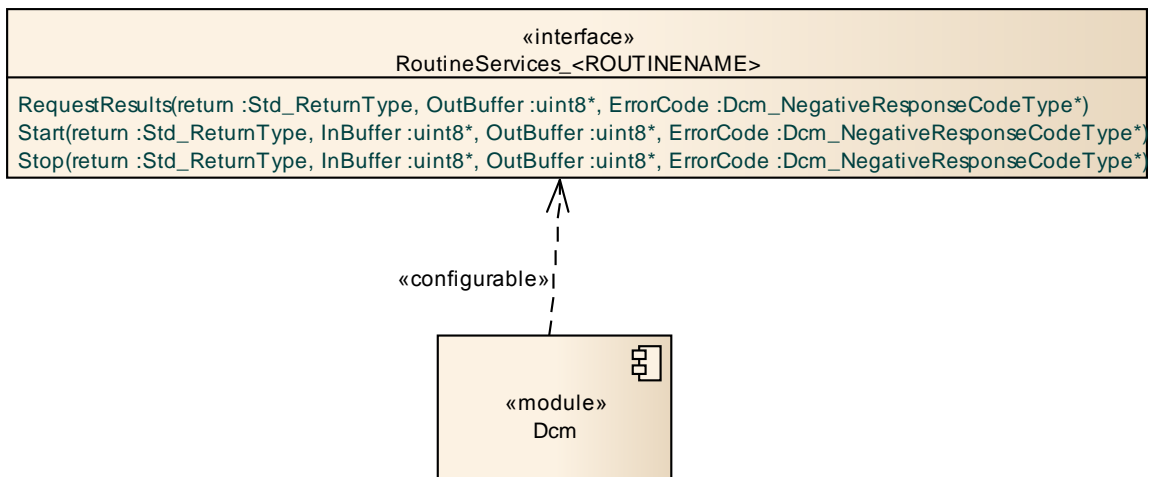 «interface»
RoutineServices_<ROUTINENAME>
RequestResults(return :Std_ReturnType, OutBuffer :uint8*, ErrorCode :Dcm_NegativeResponseCodeType*)
Start(return :Std_ReturnType, InBuffer :uint8*, OutBuffer :uint8*, ErrorCode :Dcm_NegativeResponseCodeType*)
Stop(return :Std_ReturnType, InBuffer :uint8*, OutBuffer :uint8*, ErrorCode :Dcm_NegativeResponseCodeType*)
«configurable»
«module»
Dcm